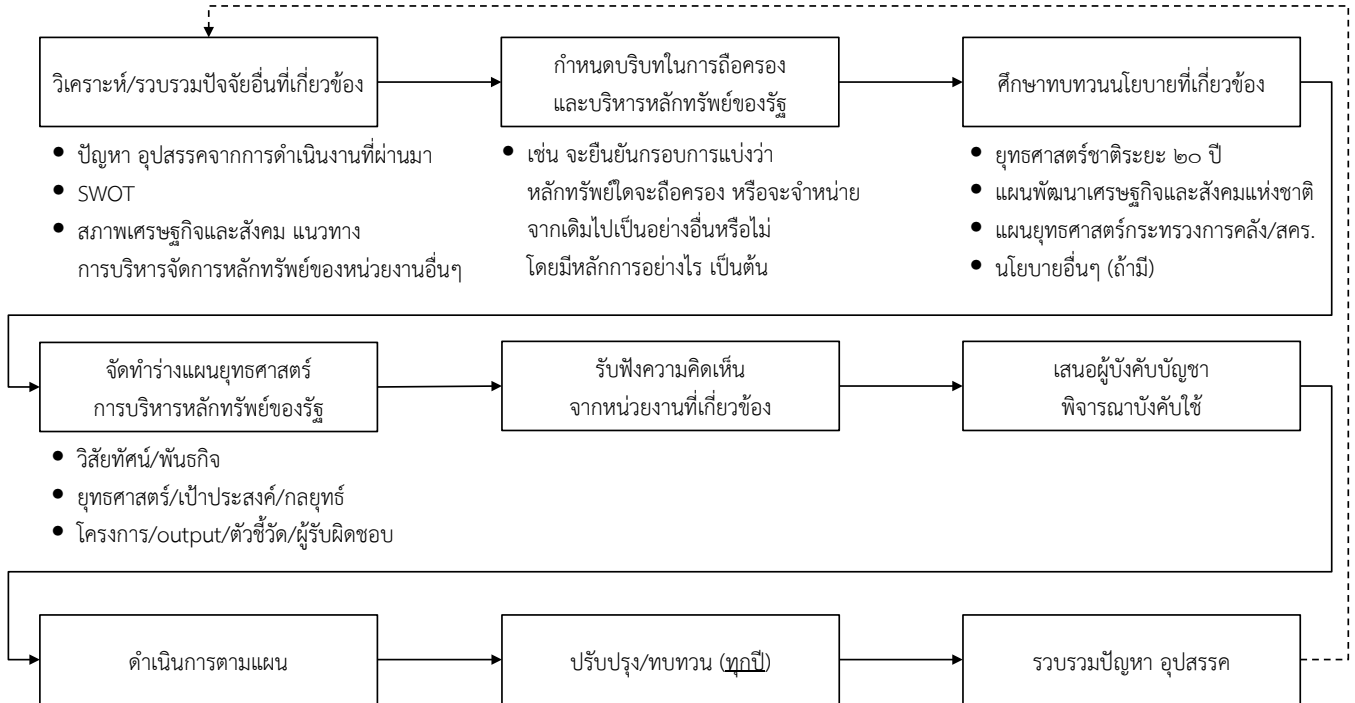 วิเคราะห์/รวบรวมปัจจัยอื่นที่เกี่ยวข้อง
• ปัญหา อุปสรรคจากการดำเนินงานที่ผ่านมา
• SWOT
• สภาพเศรษฐกิจและสังคม แนวทาง
การบริหารจัดการหลักทรัพย์ของหน่วยงานอื่นๆ
กำหนดบริบทในการถือครอง
และบริหารหลักทรัพย์ของรัฐ
• เช่น จะยืนยันกรอบการแบ่งว่า
หลักทรัพย์ใดจะถือครอง หรือจะจำหน่าย
จากเดิมไปเป็นอย่างอื่นหรือไม่
โดยมีหลักการอย่างไร เป็นต้น
ศึกษาทบทวนนโยบายที่เกี่ยวข้อง
• ยุทธศาสตร์ชาติระยะ ๒๐ ปี
• แผนพัฒนาเศรษฐกิจและสังคมแห่งชาติ
• แผนยุทธศาสตร์กระทรวงการคลัง/สคร.
• นโยบายอื่นๆ (ถ้ามี)
จัดทำร่างแผนยุทธศาสตร์
การบริหารหลักทรัพย์ของรัฐ
• วิสัยทัศน์/พันธกิจ
• ยุทธศาสตร์/เป้าประสงค์/กลยุทธ์
• โครงการ/output/ตัวชี้วัด/ผู้รับผิดชอบ
รับฟังความคิดเห็น
จากหน่วยงานที่เกี่ยวข้อง
เสนอผู้บังคับบัญชา
พิจารณาบังคับใช้
ดำเนินการตามแผน
ปรับปรุง/ทบทวน (ทุกปี)
รวบรวมปัญหา อุปสรรค